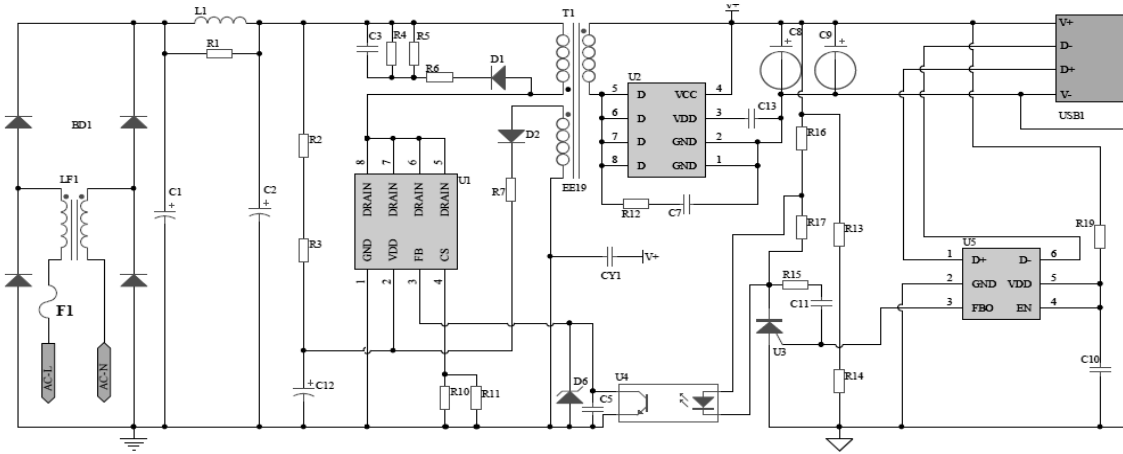 L1
T1
V+
R1
C3
R4
R5
R6
D1
C8
C9
V+
D-
D+
V-
USB1
U2
5 D VCC 4
6 D VDD 3
7 D GND 2
8 D GND 1
C13
R16
BD1
R2
D2
EE19
R12
C7
LF1
C1
C2
8 7 6 5
DRAIN DRAIN DRAIN DRAIN
U1
GND VDD FB CS
1 2 3 4
R7
R3
R17
R13
R19
U5
1 D+ D- 6
2 GND VDD 5
3 FBO EN 4
CY1
V+
F1
R15
C11
U3
AC-L
AC-N
C12
R10
R11
D6
C5
U4
R14
C10